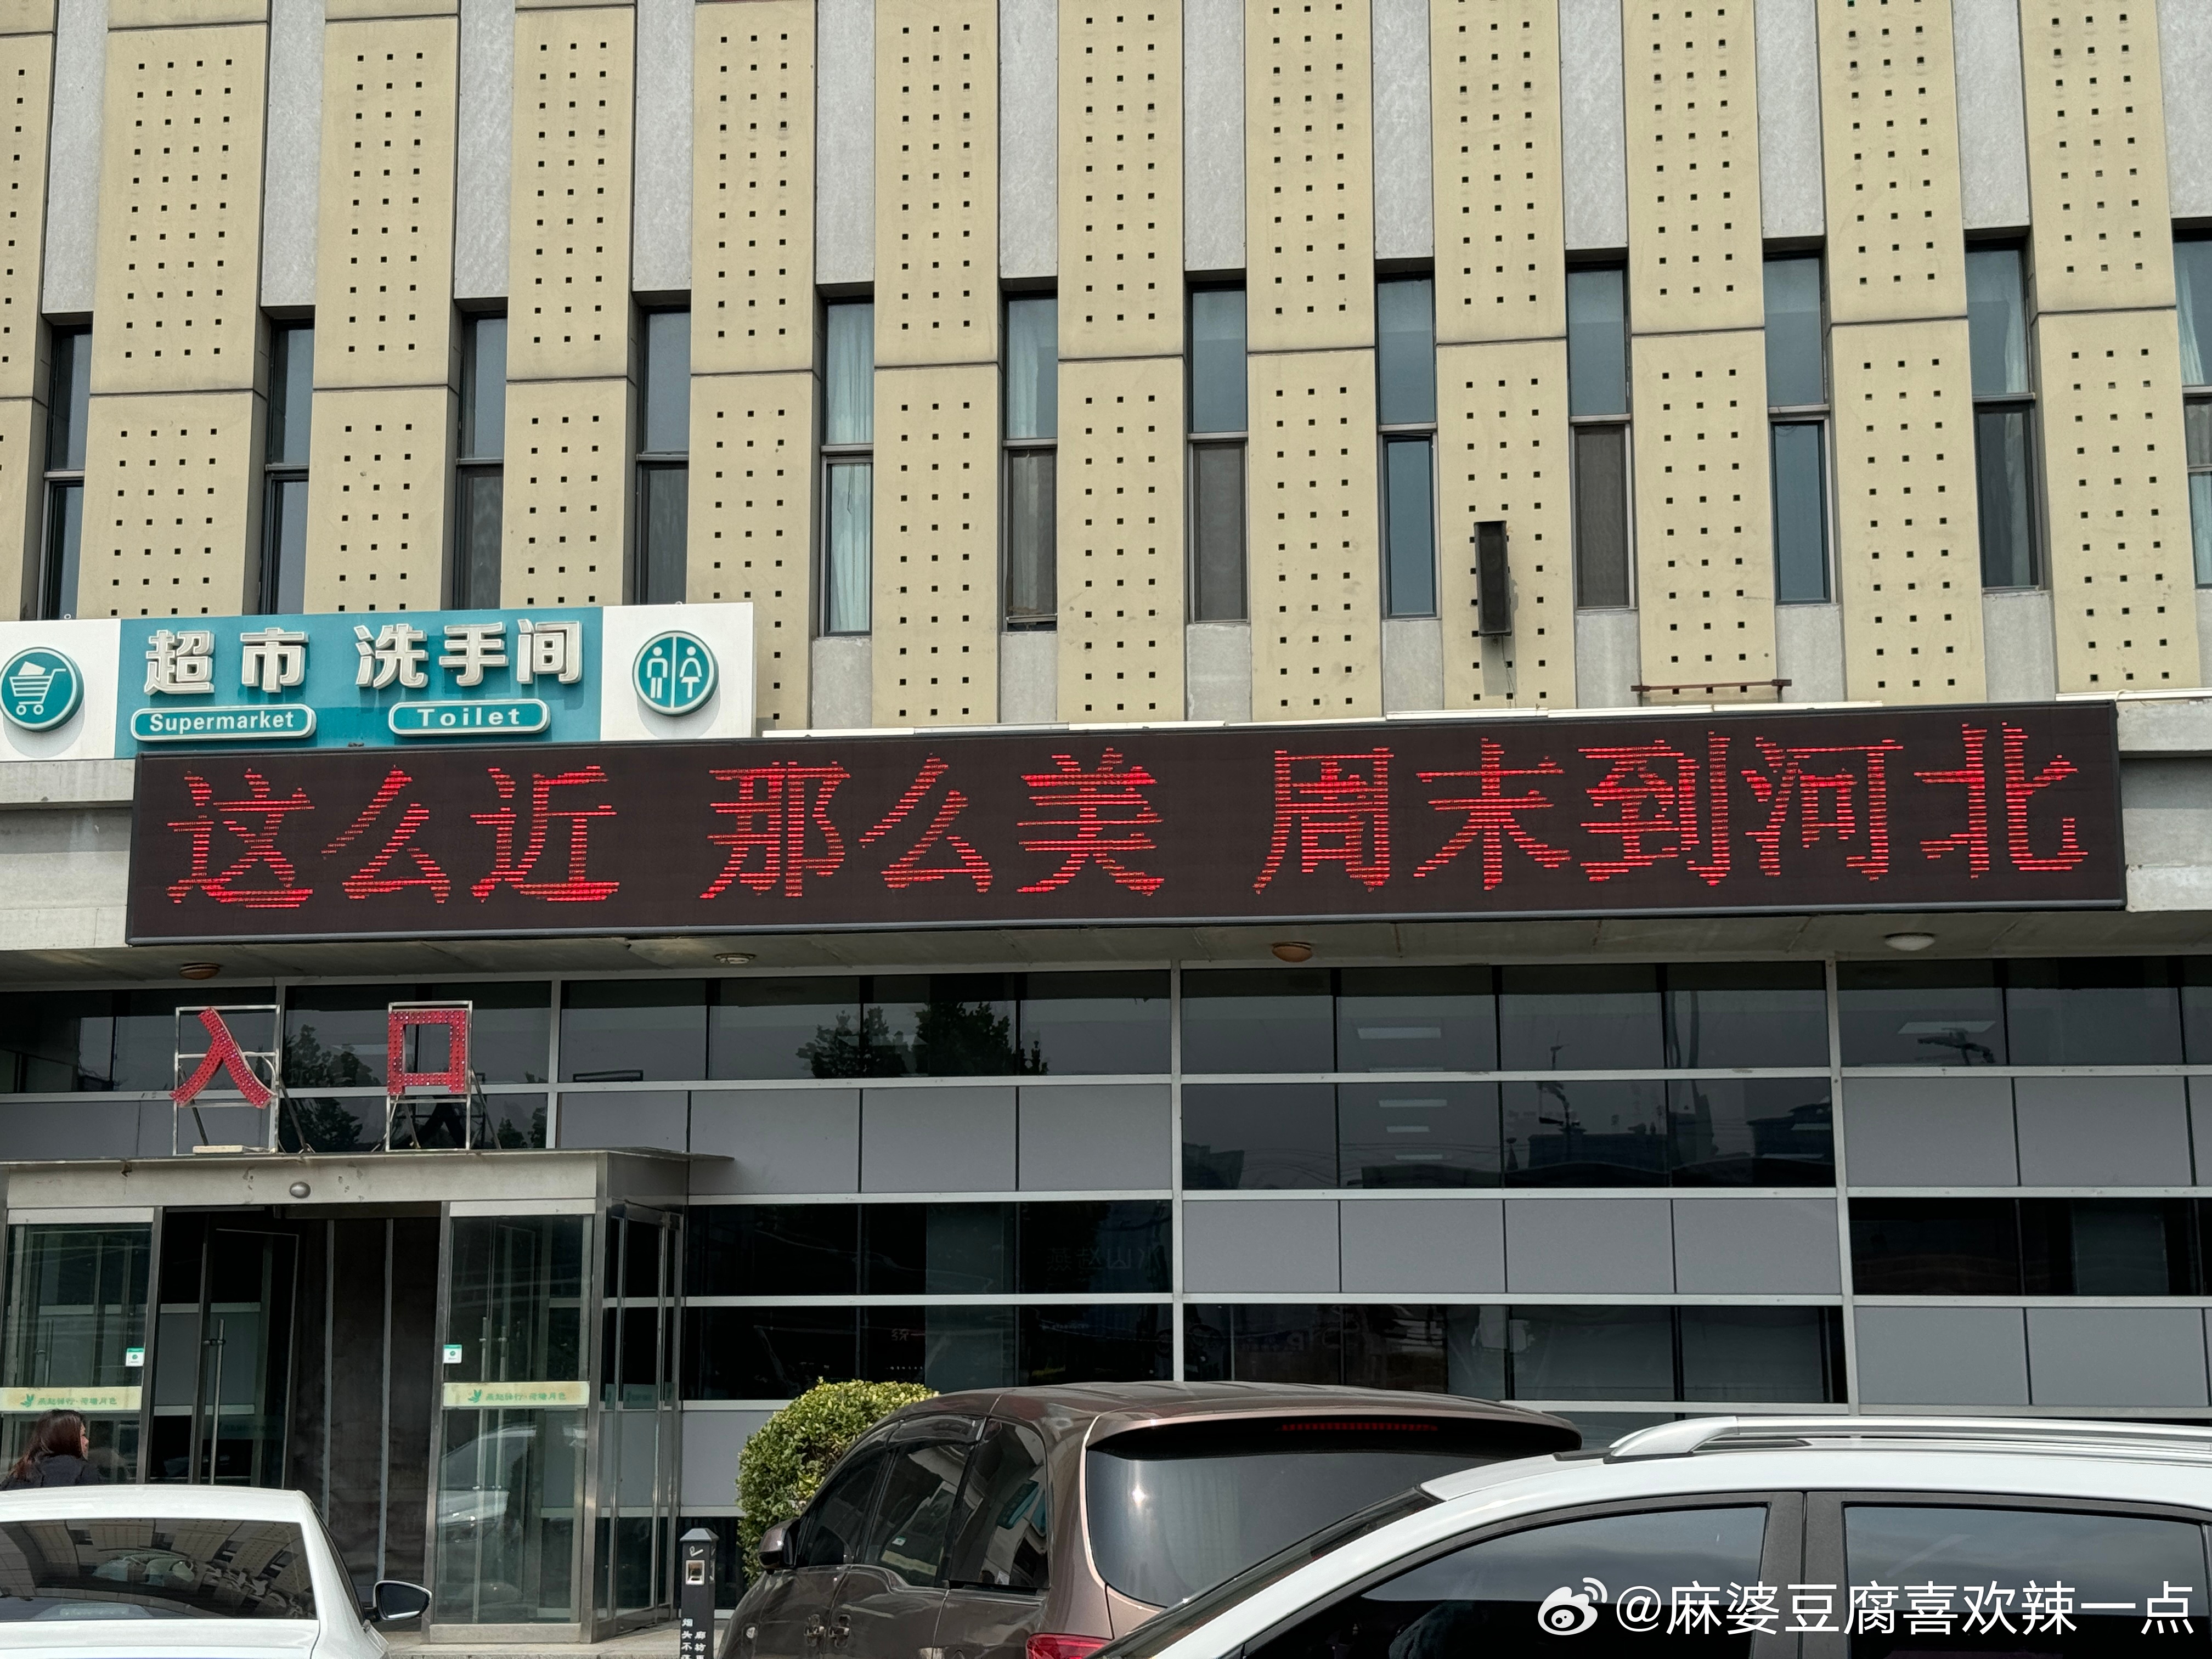 超市 洗手间
Supermarket Toilet
这么近 那么美 周末到河北
入口
@麻婆豆腐喜欢辣一点